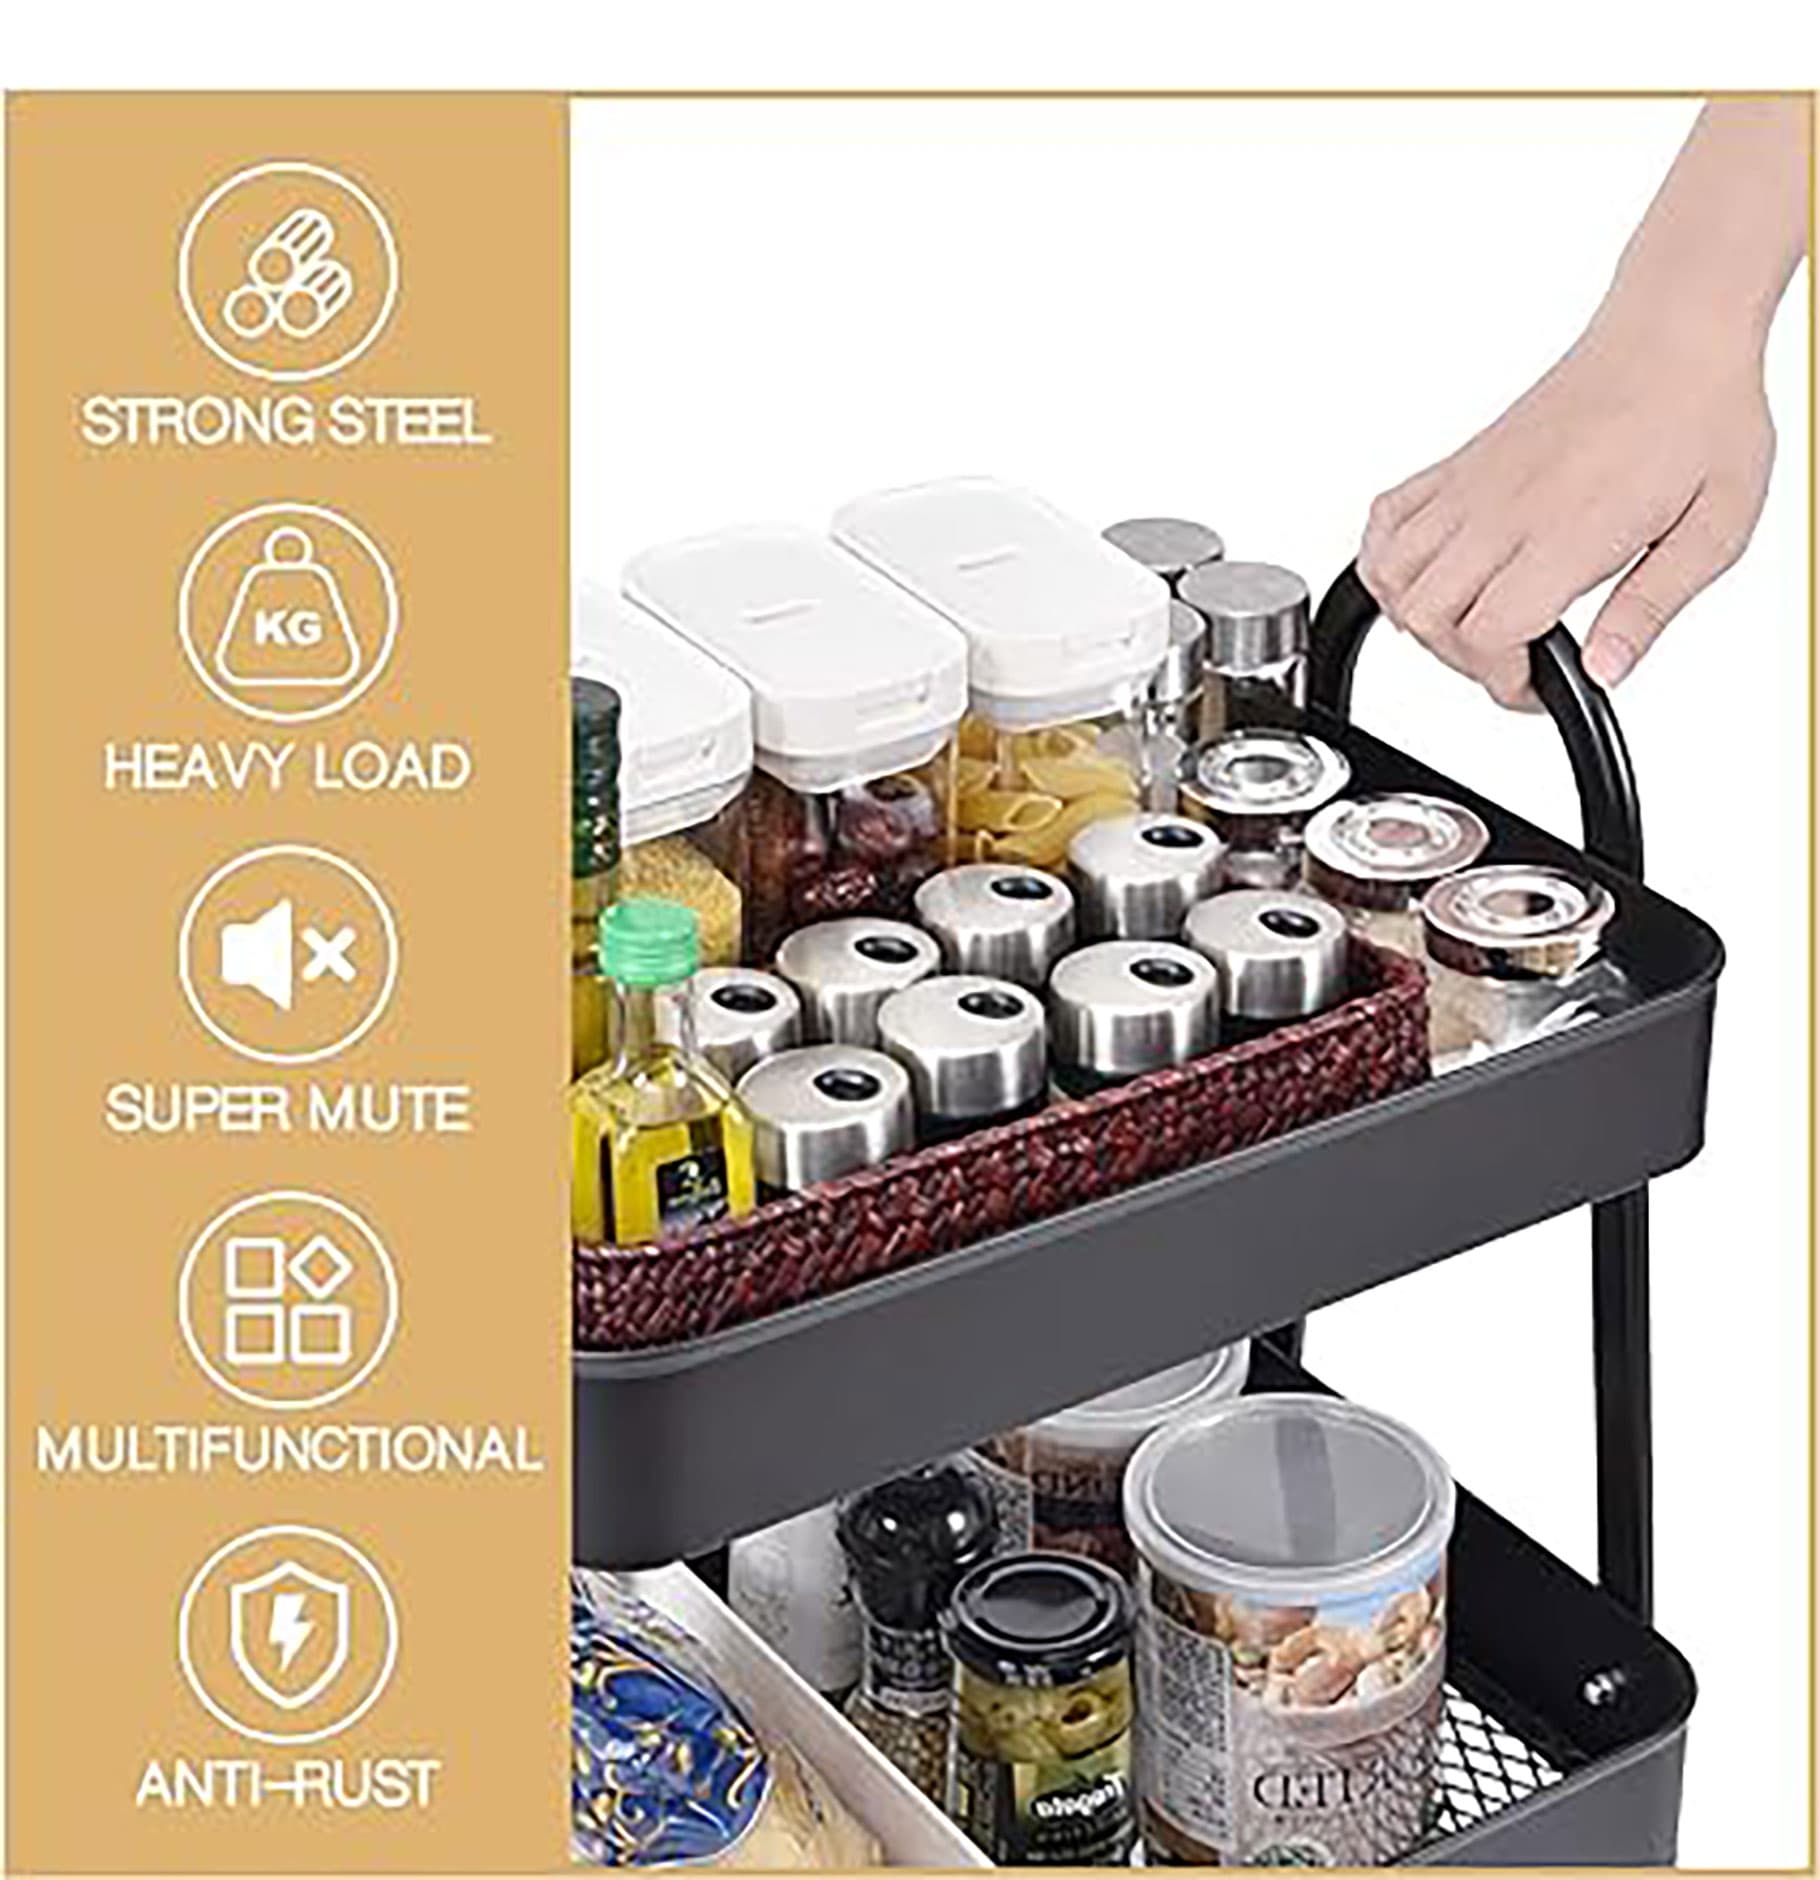 STRONG STEEL
KG
HEAVY LOAD
SUPER MUTE
MULTIFUNCTIONAL
ANTI-RUST